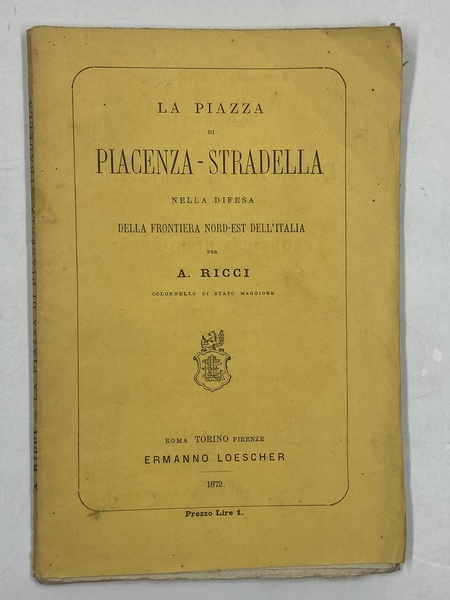 LA PIAZZA
DI
PIACENZA-STRADELLA
NELLA DIFESA
DELLA FRONTIERA NORD-EST DELL'ITALIA
PER
A. RICCI
COLONNELLO DI STATO MAGGIORE
ROMA TORINO FIRENZE
ERMANNO LOESCHER
1872.
Prezzo Lire 1.
A. RICCI – LA PIAZZA DI PIACENZA-STRADELLA